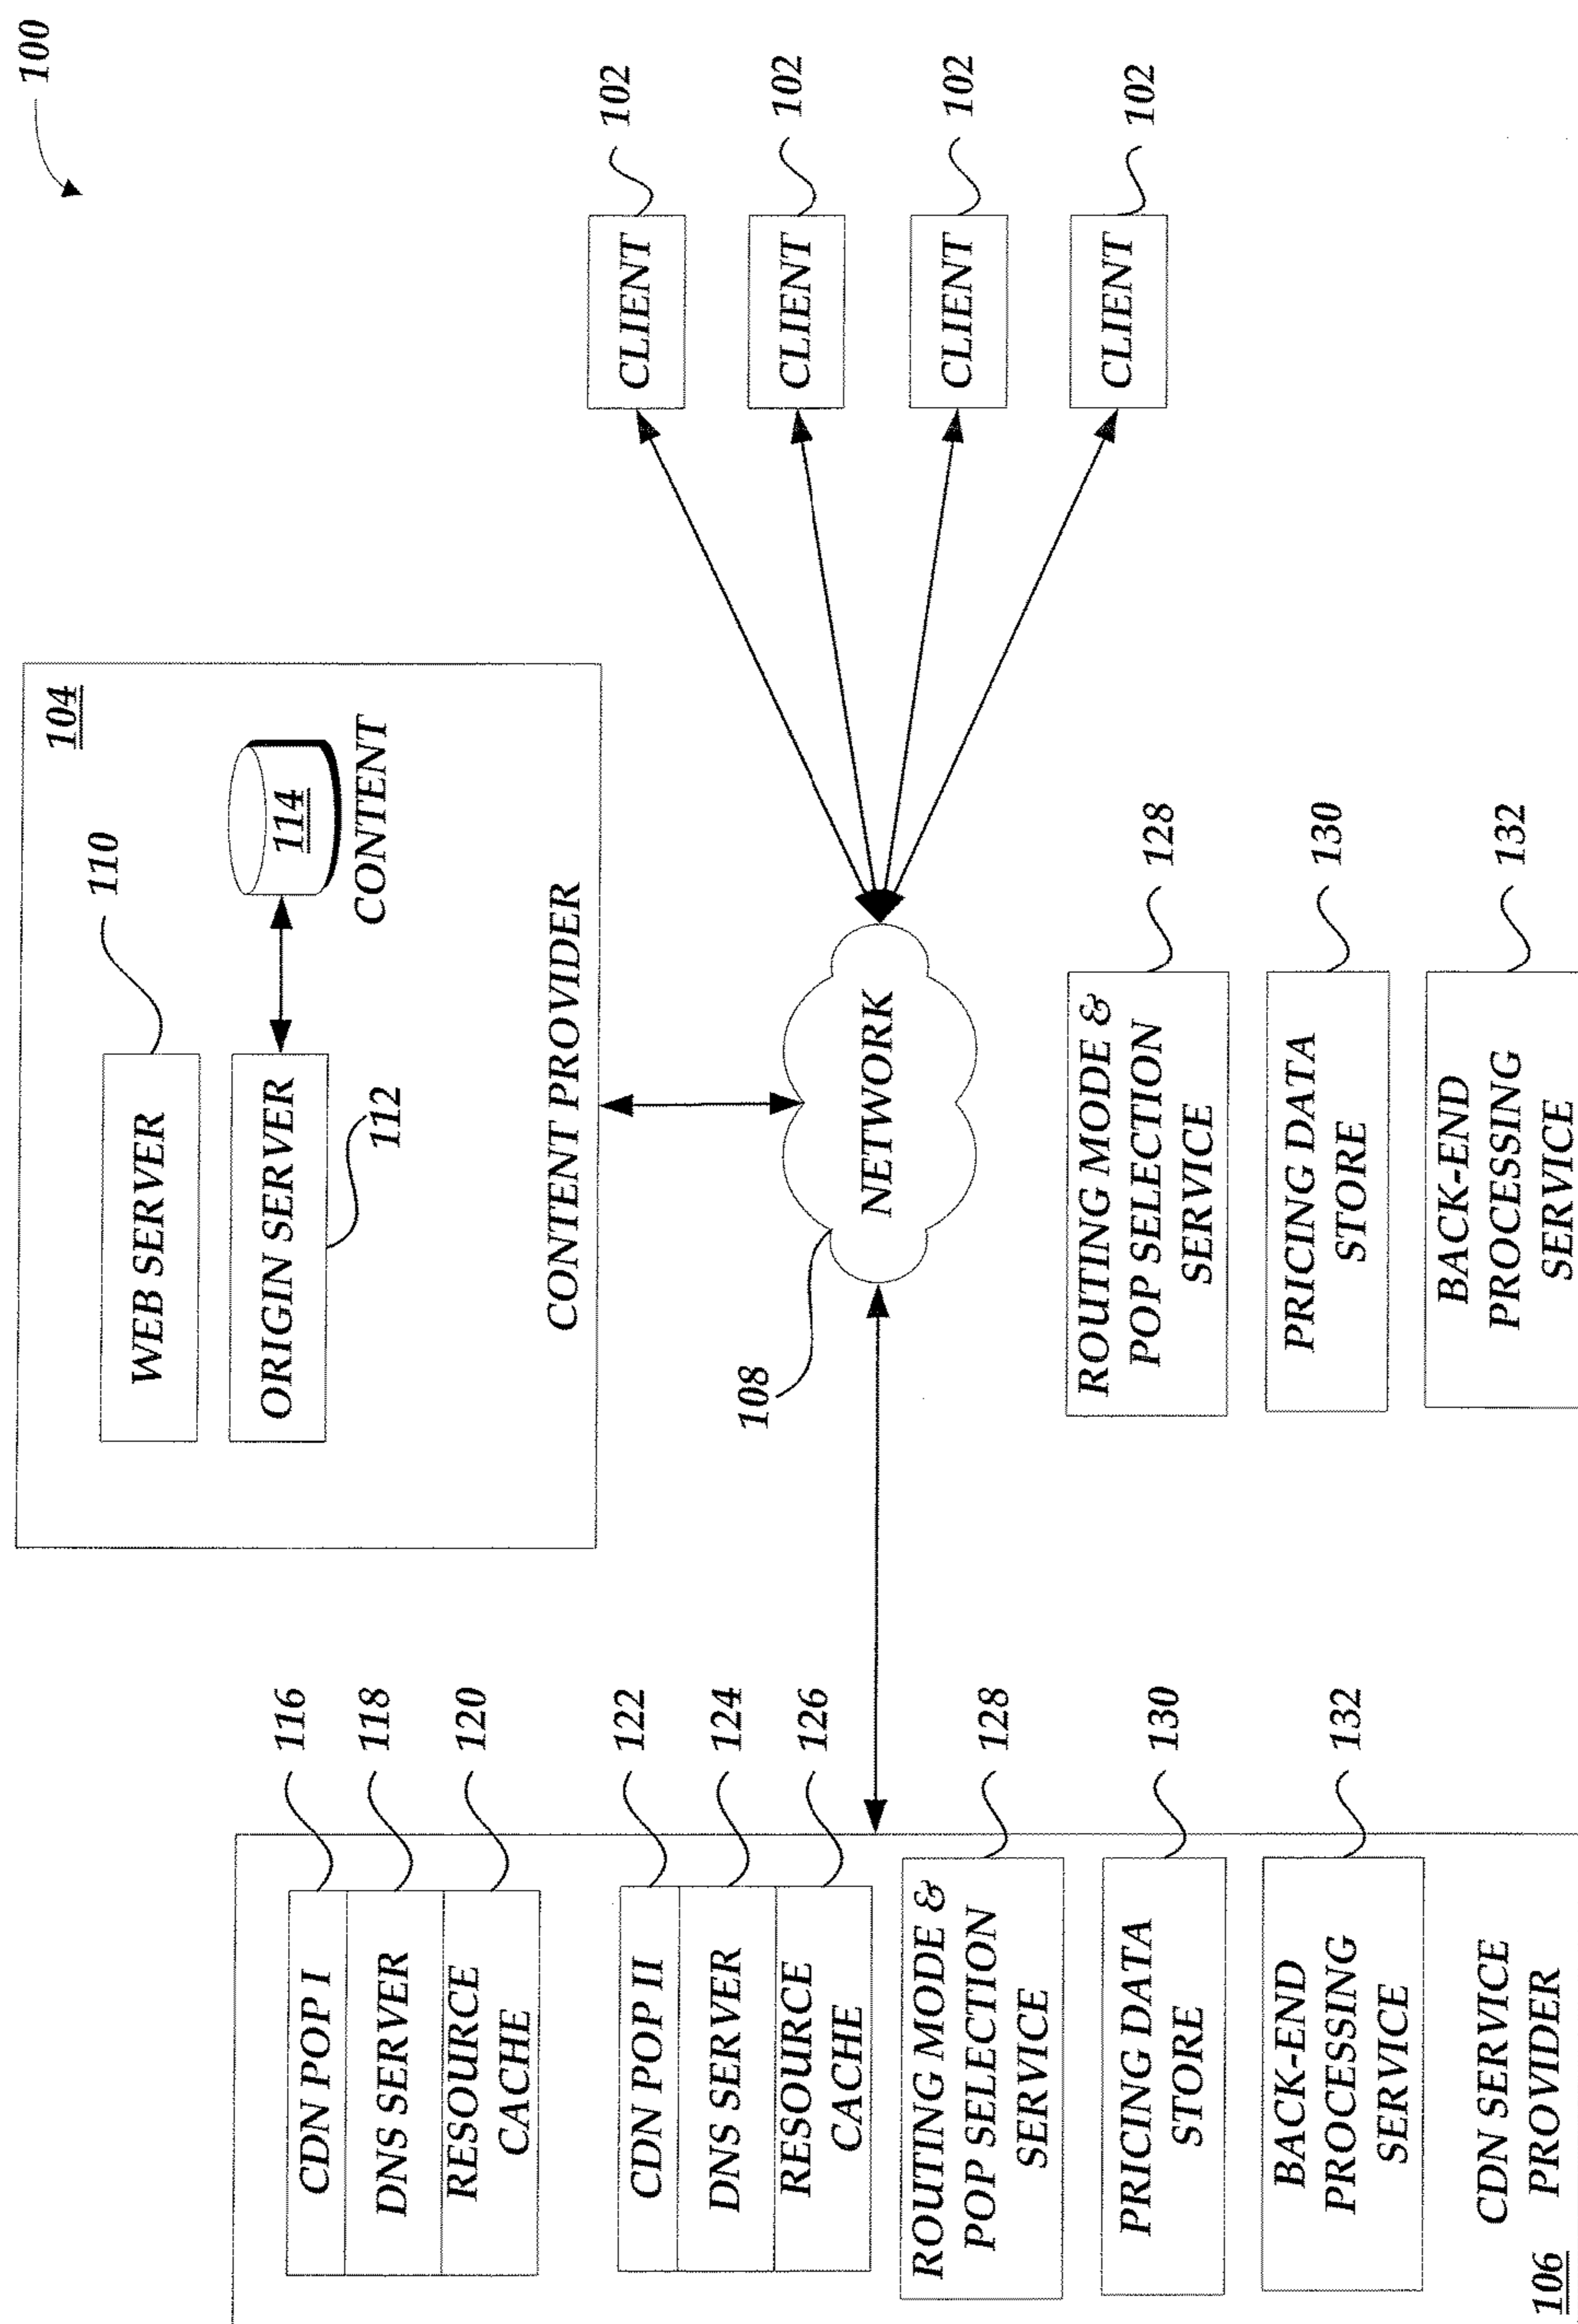 100
116
CDN POP I
118
DNS SERVER
120
RESOURCE
CACHE
122
CDN POP II
124
DNS SERVER
126
RESOURCE
CACHE
128
ROUTING MODE &
POP SELECTION
SERVICE
130
PRICING DATA
STORE
132
BACK-END
PROCESSING
SERVICE
CDN SERVICE
106 PROVIDER
104
110
WEB SERVER
ORIGIN SERVER
112
114
CONTENT
CONTENT PROVIDER
108
NETWORK
128
ROUTING MODE &
POP SELECTION
SERVICE
130
PRICING DATA
STORE
132
BACK-END
PROCESSING
SERVICE
CLIENT
102
CLIENT
102
CLIENT
102
CLIENT
102